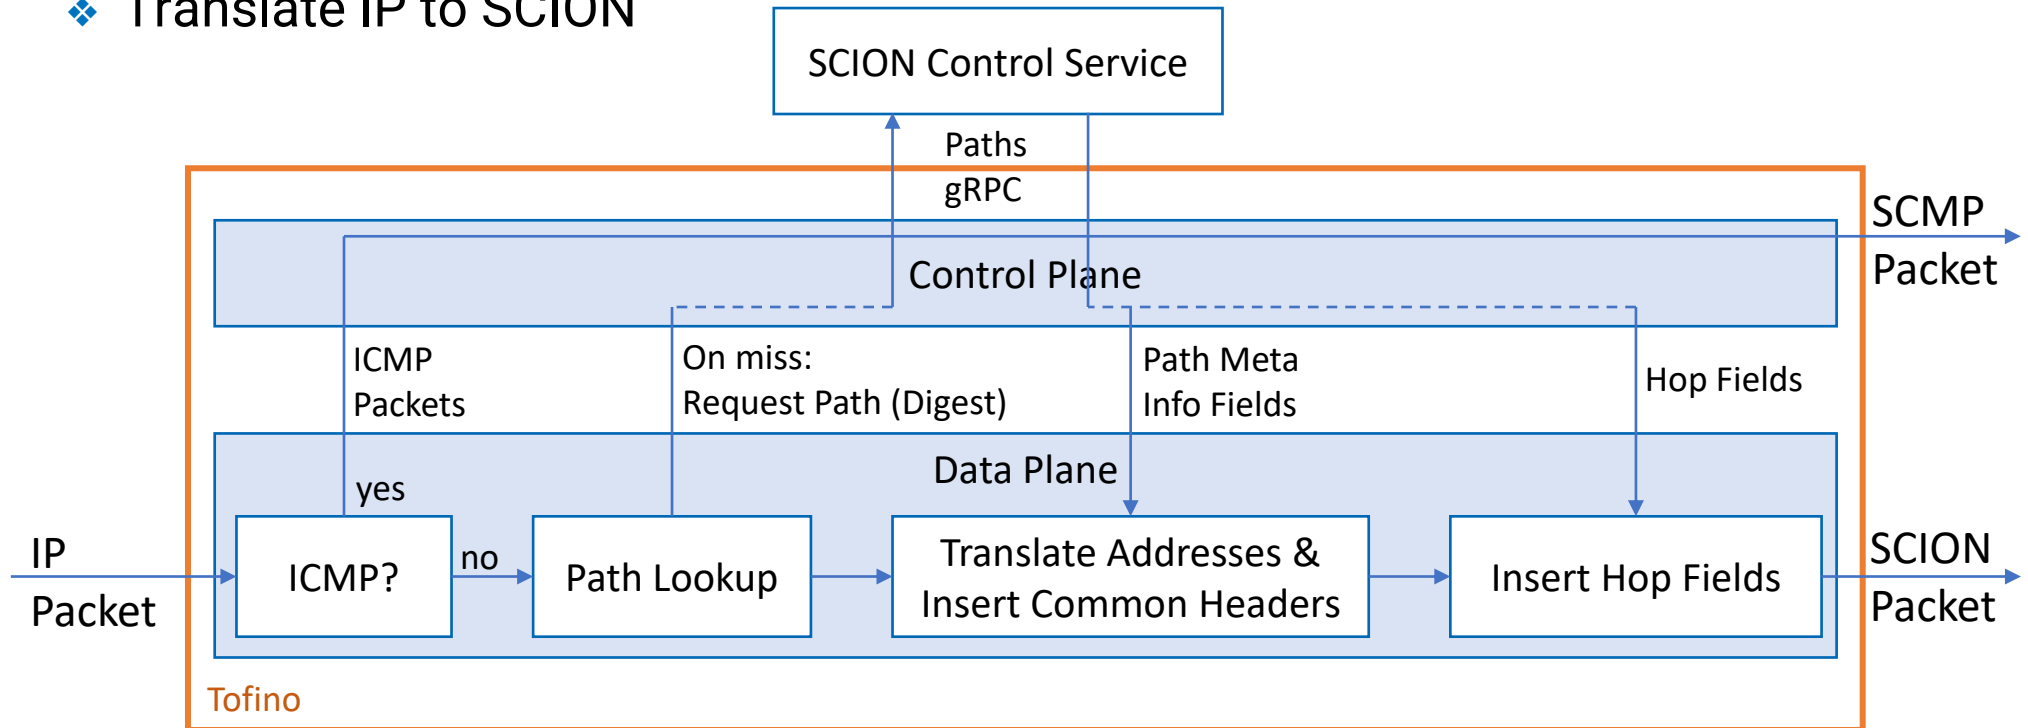 ❖ Translate IP to SCION
SCION Control Service
Paths
gRPC
SCMP
Packet
Control Plane
ICMP
Packets
On miss:
Request Path (Digest)
Path Meta
Info Fields
Hop Fields
Data Plane
yes
IP
Packet
ICMP?
no
Path Lookup
Translate Addresses &
Insert Common Headers
Insert Hop Fields
SCION
Packet
Tofino